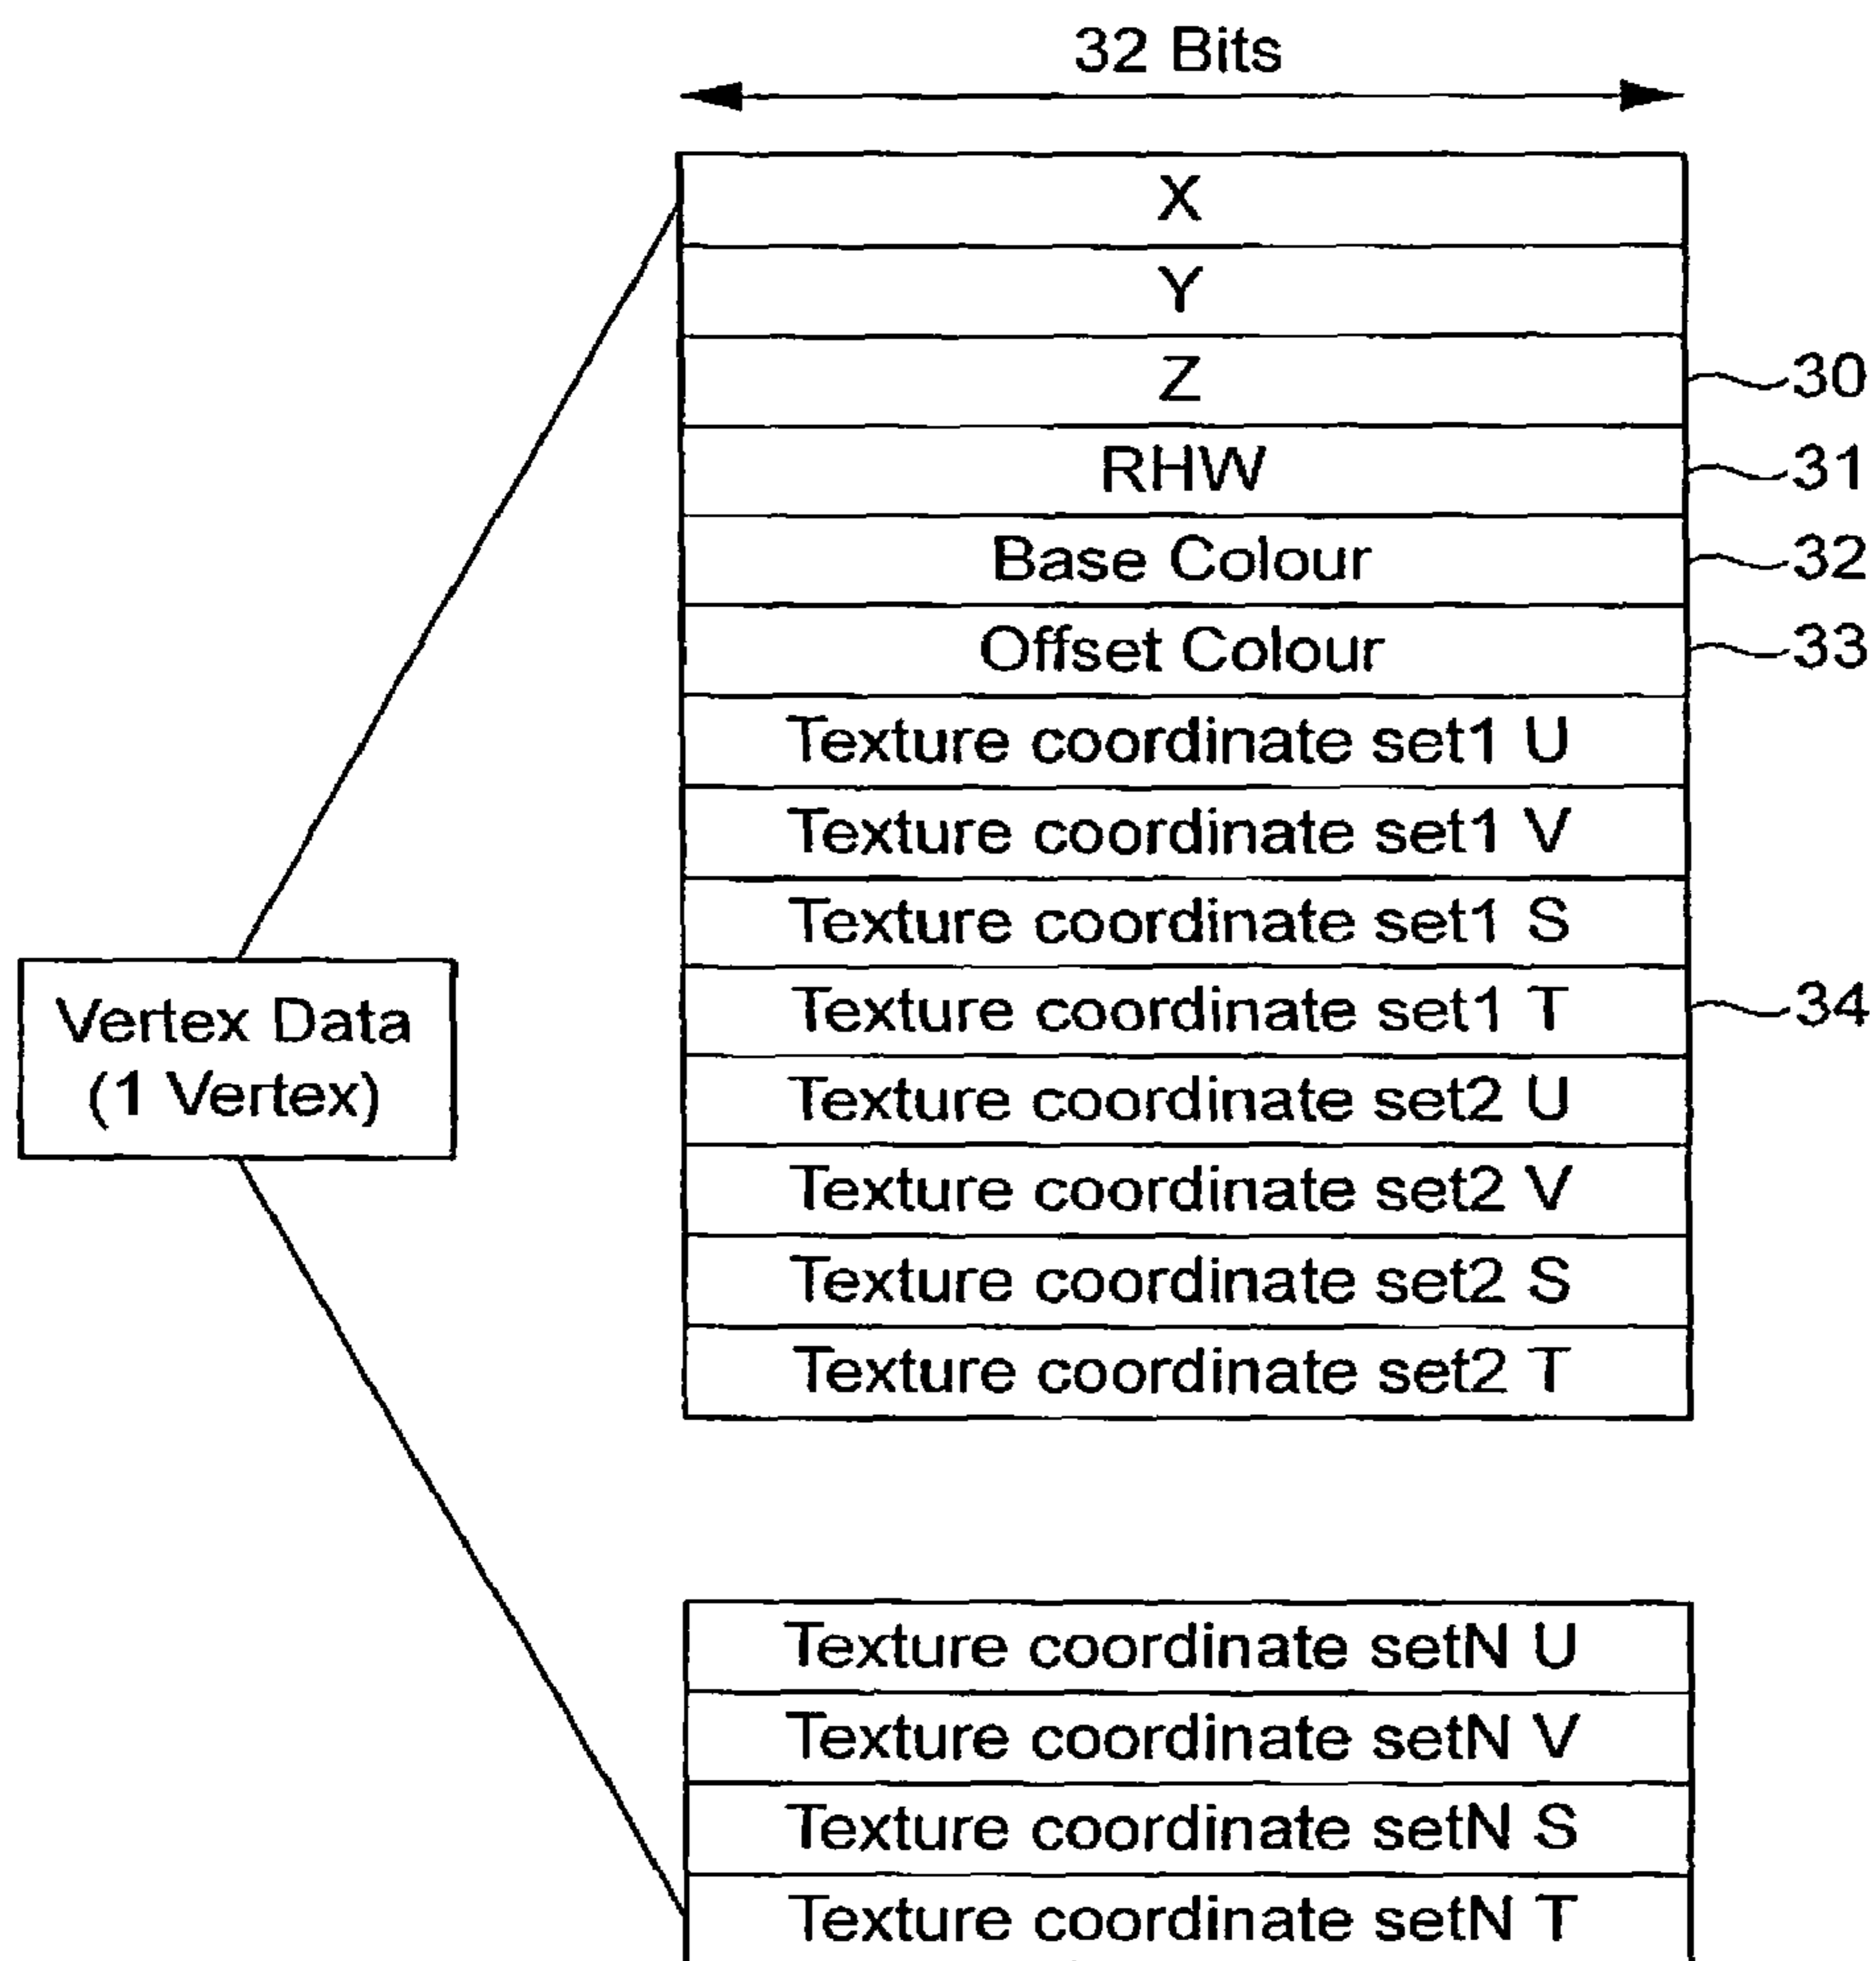 32 Bits
X
Y
Z
30
RHW
31
Base Colour
32
Offset Colour
33
Texture coordinate set1 U
Texture coordinate set1 V
Texture coordinate set1 S
Texture coordinate set1 T
34
Texture coordinate set2 U
Texture coordinate set2 V
Texture coordinate set2 S
Texture coordinate set2 T
Vertex Data
(1 Vertex)
Texture coordinate setN U
Texture coordinate setN V
Texture coordinate setN S
Texture coordinate setN T